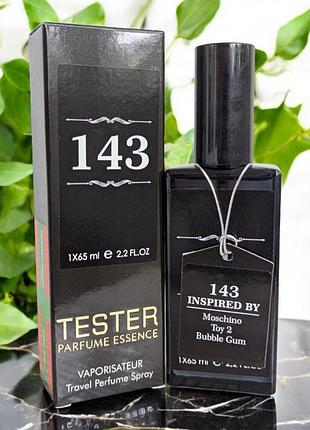 143
1X65 ml e 2,2 FL.OZ
TESTER
PARFUME ESSENCE
VAPORISATEUR
Travel Perfume Spray
143
INSPIRED BY
Moschino
Toy 2
Bubble Gum
1X65 ml e 2,2 FL.OZ